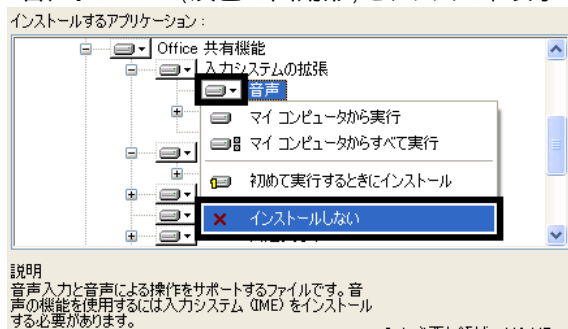 インストールするアプリケーション：
Office 共有機能
入力システムの拡張
音声
マイ コンピュータから実行
マイ コンピュータからすべて実行
初めて実行するときにインストール
インストールしない
説明
音声入力と音声による操作をサポートするファイルです。音
声の機能を使用するには入力システム (IME) をインストール
する必要があります。